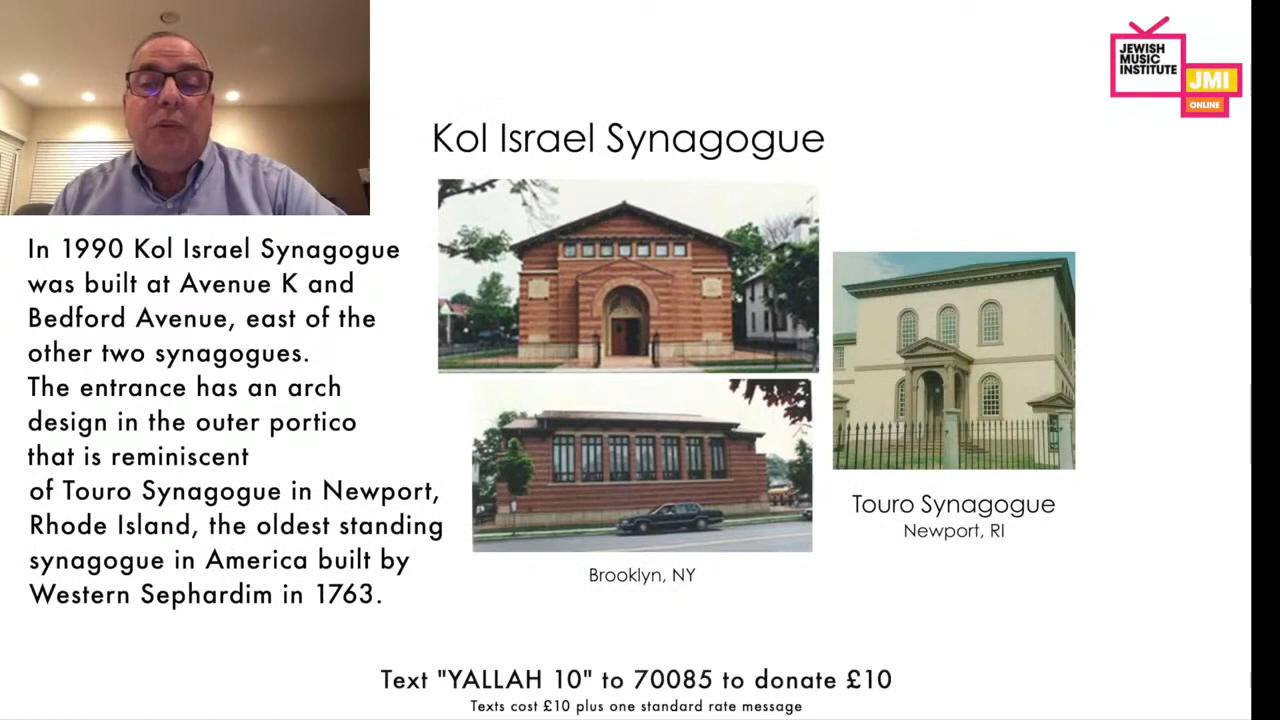 JEWISH
MUSIC
INSTITUTE
JMI
ONLINE
Kol Israel Synagogue
In 1990 Kol Israel Synagogue
was built at Avenue K and
Bedford Avenue, east of the
other two synagogues.
The entrance has an arch
design in the outer portico
that is reminiscent
of Touro Synagogue in Newport,
Rhode Island, the oldest standing
synagogue in America built by
Western Sephardim in 1763.
Touro Synagogue
Newport, RI
Brooklyn, NY
Text "YALLAH 10" to 70085 to donate £10
Texts cost £10 plus one standard rate message